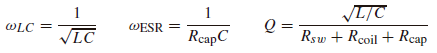 ω_LC = 1/√(LC)    ω_ESR = 1/(R_cap C)    Q = √(L/C)/(R_sw + R_coil + R_cap)